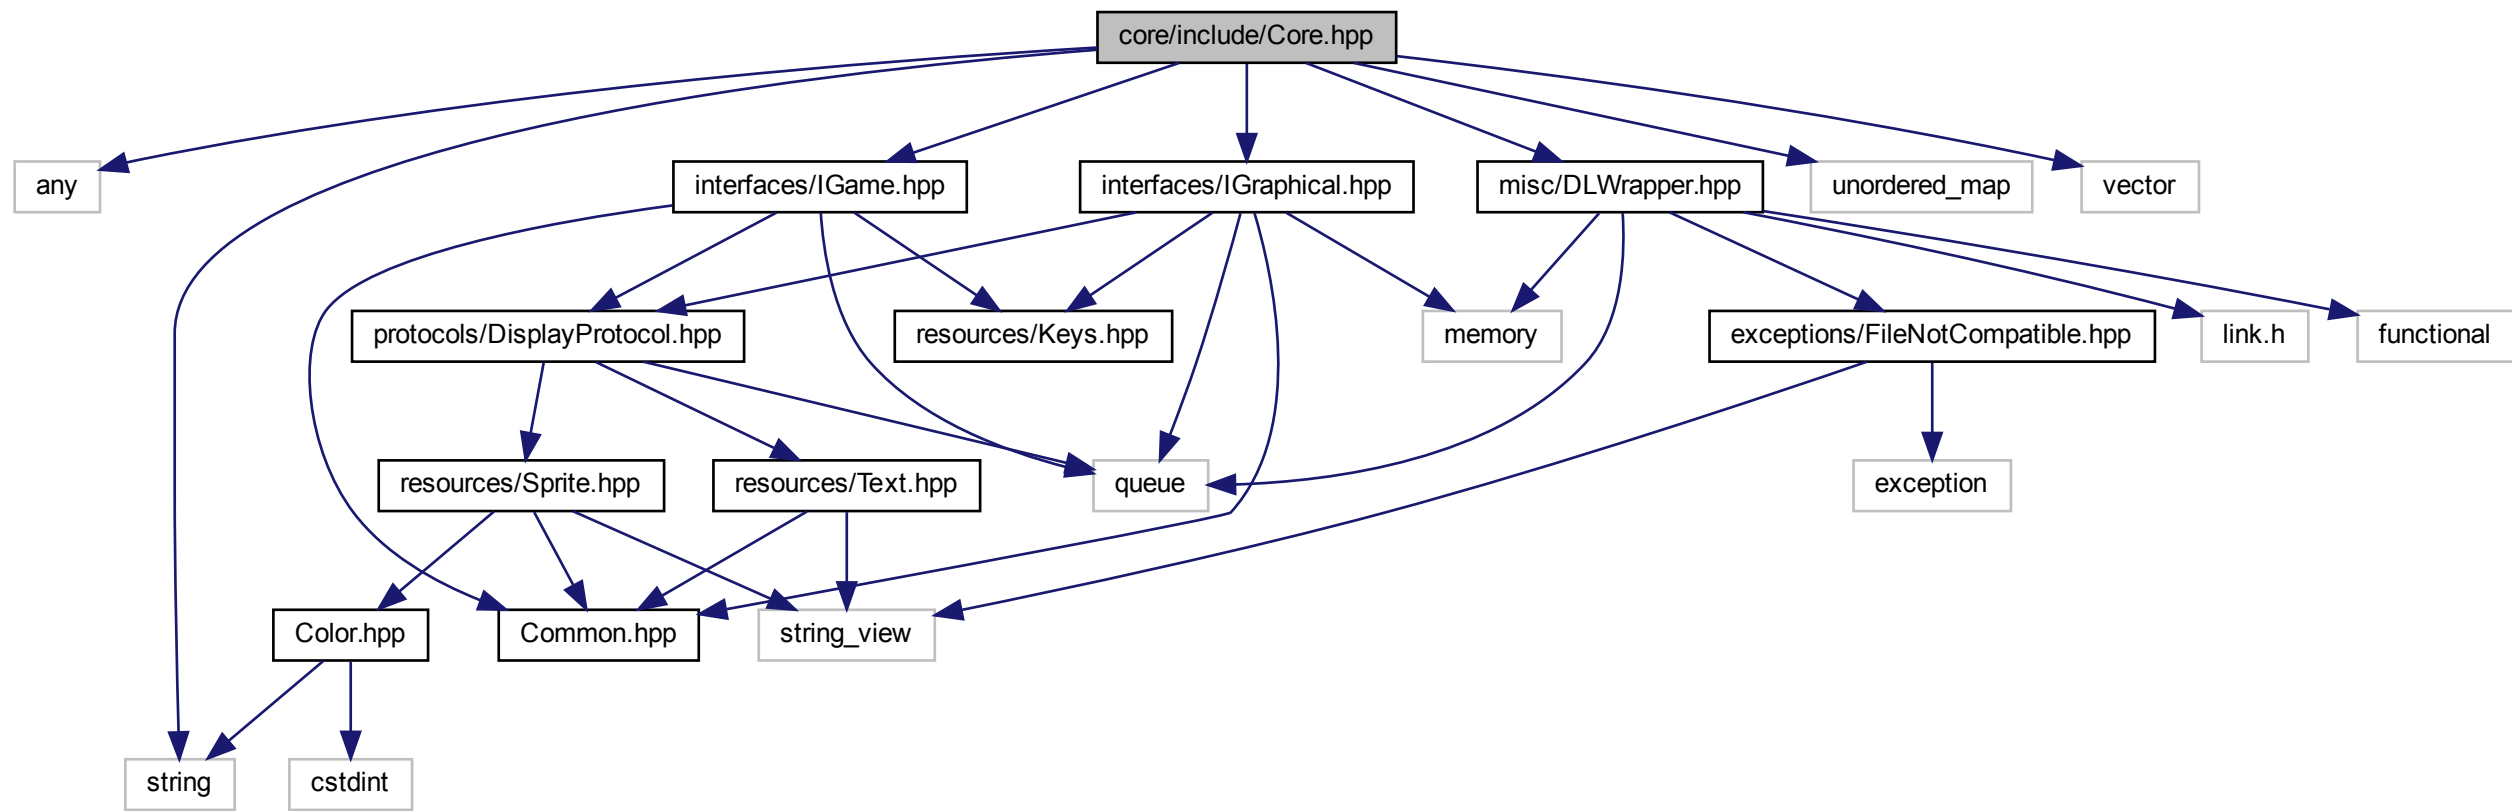 core/include/Core.hpp
any
interfaces/IGame.hpp
interfaces/IGraphical.hpp
misc/DLWrapper.hpp
unordered_map
vector
protocols/DisplayProtocol.hpp
resources/Keys.hpp
memory
exceptions/FileNotCompatible.hpp
link.h
functional
resources/Sprite.hpp
resources/Text.hpp
queue
exception
Color.hpp
Common.hpp
string_view
string
cstdint